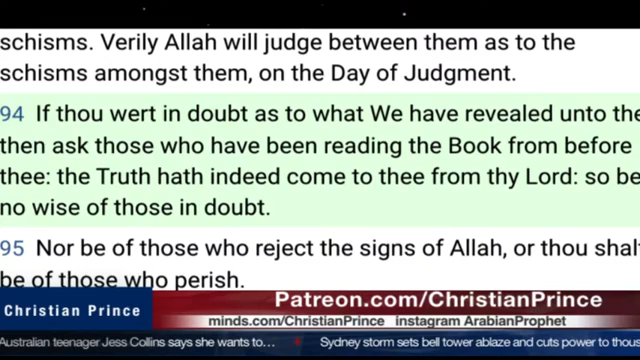 schisms. Verily Allah will judge between them as to the
schisms amongst them, on the Day of Judgment.
94 If thou wert in doubt as to what We have revealed unto the
then ask those who have been reading the Book from before
thee: the Truth hath indeed come to thee from thy Lord: so be
no wise of those in doubt.
95 Nor be of those who reject the signs of Allah, or thou shalt
be of those who perish.
Christian Prince
Patreon.com/ChristianPrince
minds.com/ChristianPrince instagram ArabianProphet
Australian teenager Jess Collins says she wants to... Sydney storm sets bell tower ablaze and cuts power to thous